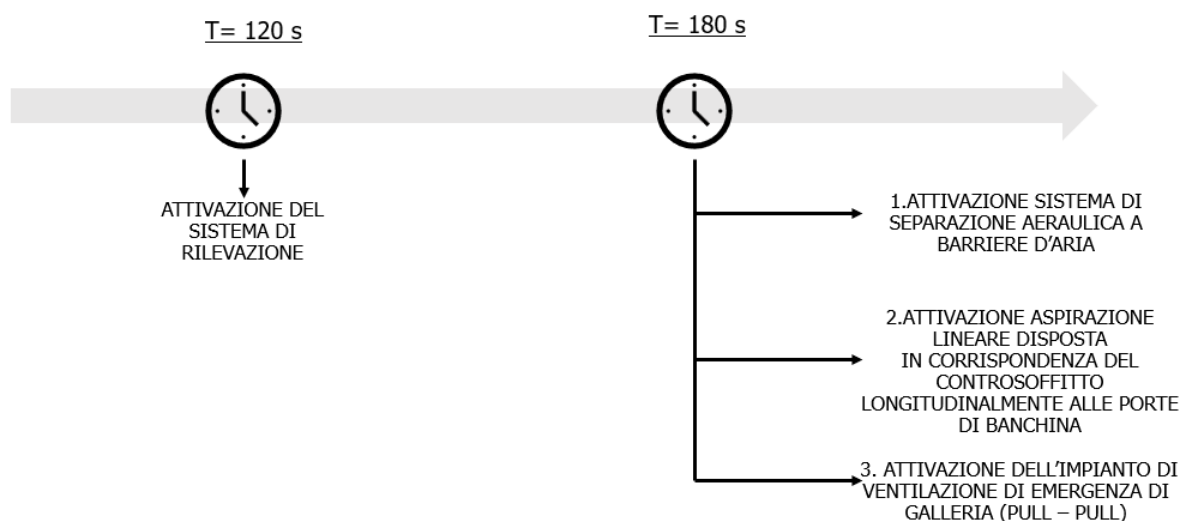 T= 120 s
T= 180 s
ATTIVAZIONE DEL
SISTEMA DI
RILEVAZIONE
1.ATTIVAZIONE SISTEMA DI
SEPARAZIONE AERAULICA A
BARRIERE D'ARIA
2.ATTIVAZIONE ASPIRAZIONE
LINEARE DISPOSTA
IN CORRISPONDENZA DEL
CONTROSOFFITTO
LONGITUDINALMENTE ALLE PORTE
DI BANCHINA
3. ATTIVAZIONE DELL'IMPIANTO DI
VENTILAZIONE DI EMERGENZA DI
GALLERIA (PULL – PULL)